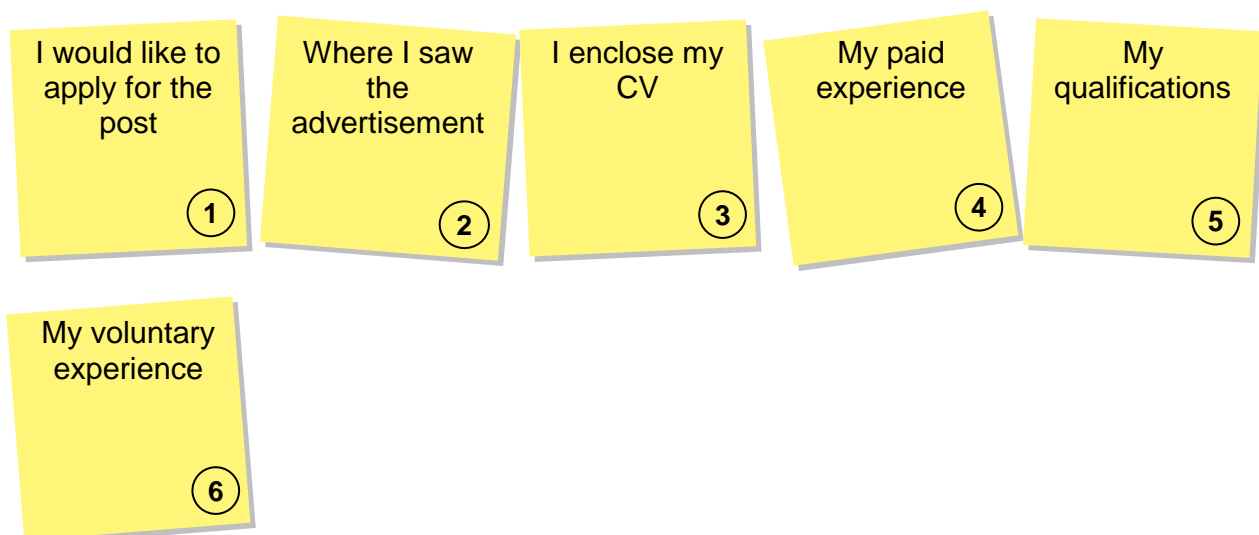 I would like to
apply for the
post
1
Where I saw
the
advertisement
2
I enclose my
CV
3
My paid
experience
4
My
qualifications
5
My voluntary
experience
6